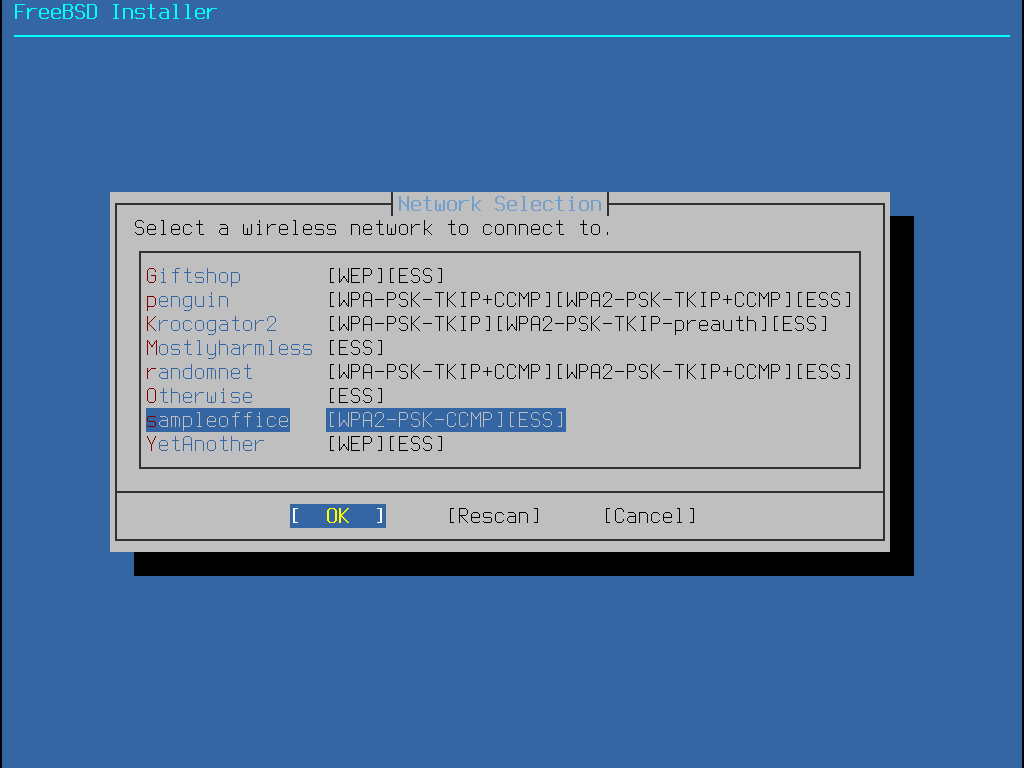 FreeBSD Installer
Network Selection
Select a wireless network to connect to.
Giftshop [WEP][ESS]
penguin [WPA-PSK-TKIP+CCMP][WPA2-PSK-TKIP+CCMP][ESS]
Krocogator2 [WPA-PSK-TKIP][WPA2-PSK-TKIP-preauth][ESS]
Mostlyharmless [ESS]
randomnet [WPA-PSK-TKIP+CCMP][WPA2-PSK-TKIP+CCMP][ESS]
Otherwise [ESS]
sampleoffice [WPA2-PSK-CCMP][ESS]
YetAnother [WEP][ESS]
[ OK ] [Rescan] [Cancel]